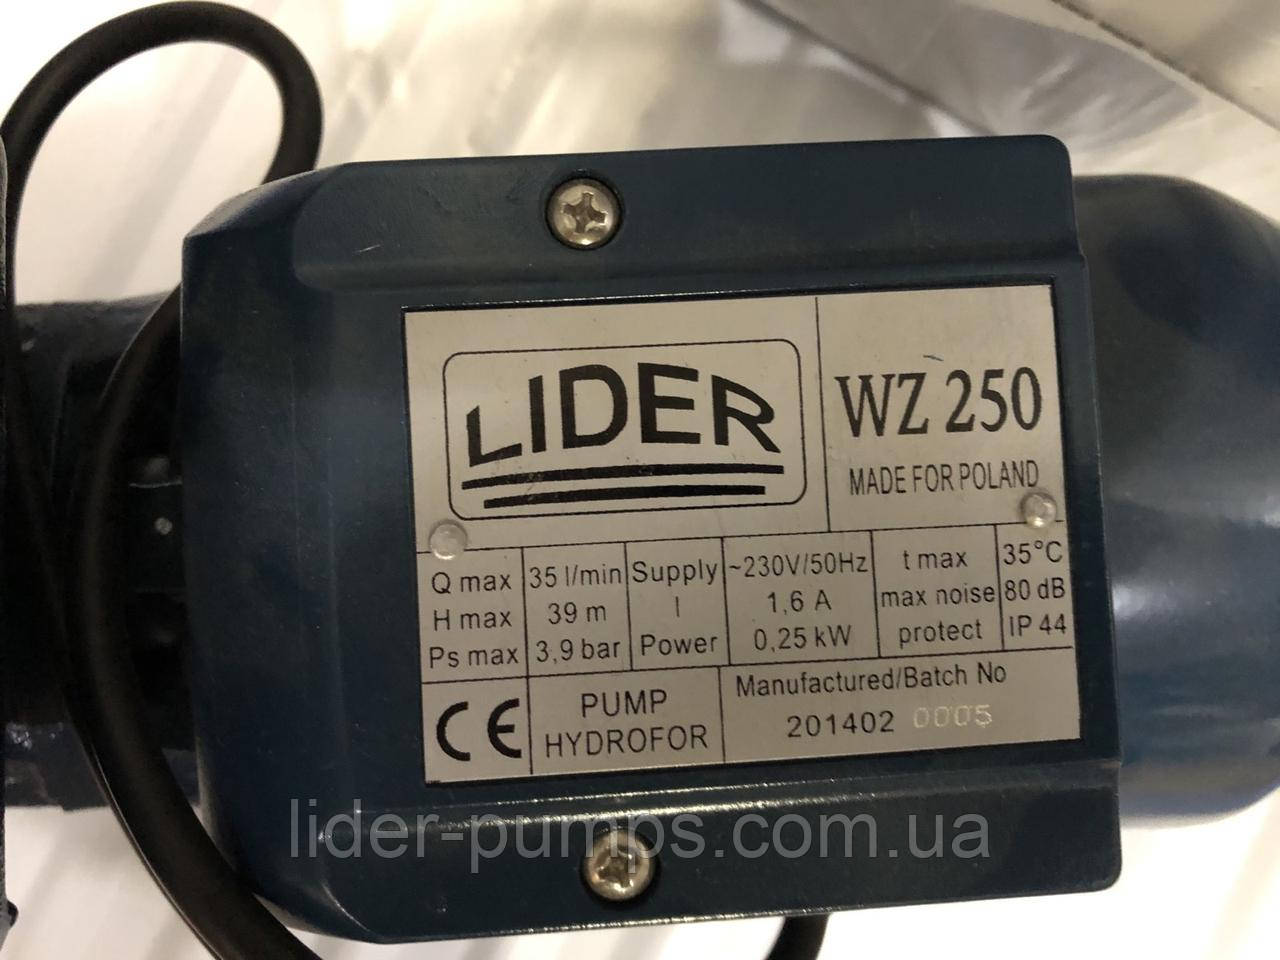 LIDER
WZ 250
MADE FOR POLAND
Q max 35 l/min Supply ~230V/50Hz t max 35°C
H max 39 m I 1,6 A max noise 80 dB
Ps max 3,9 bar Power 0,25 kW protect IP 44
CE
PUMP
HYDROFOR
Manufactured/Batch No
201402 0005
lider-pumps.com.ua